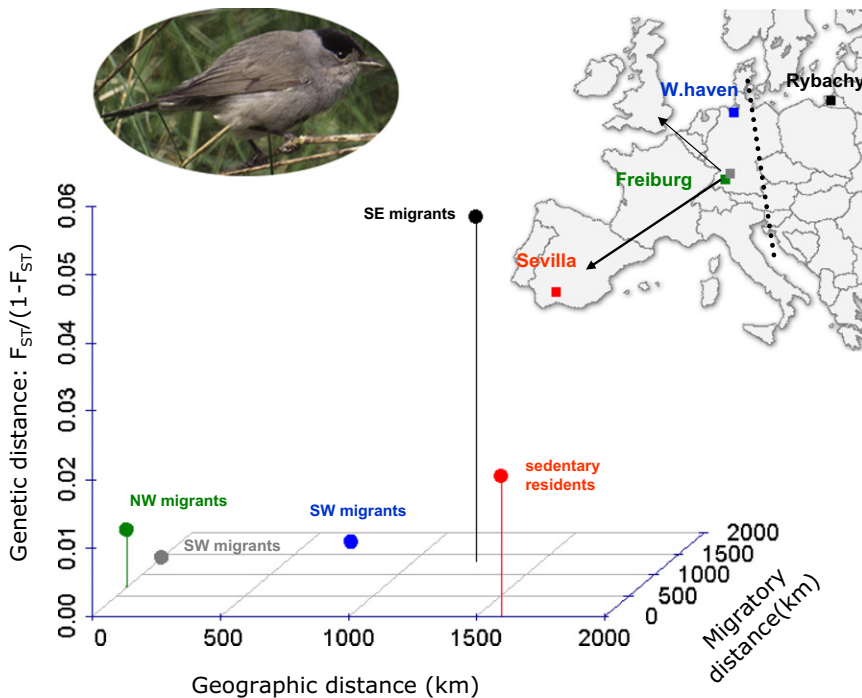 W.haven
Rybachy
Freiburg
Sevilla
Genetic distance: F_ST/(1-F_ST)
0.06
0.05
0.04
0.03
0.02
0.01
0.00
SE migrants
sedentary
residents
NW migrants
SW migrants
SW migrants
2000
1500
1000
500
0
Migratory
distance(km)
0 500 1000 1500 2000
Geographic distance (km)